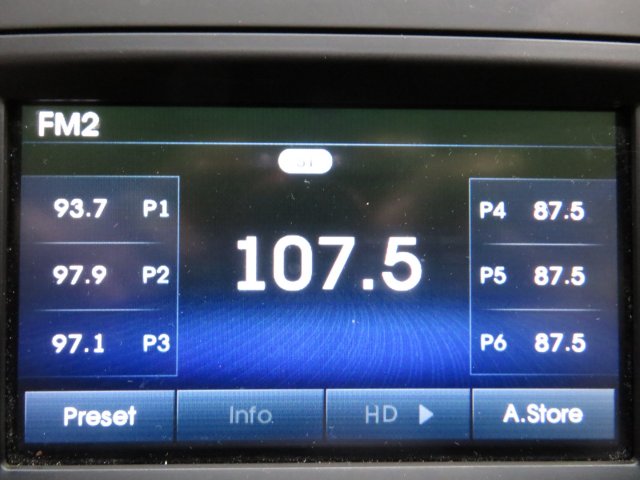 FM2
ST
93.7 P1
97.9 P2
97.1 P3
107.5
P4 87.5
P5 87.5
P6 87.5
Preset
Info
HD
A.Store